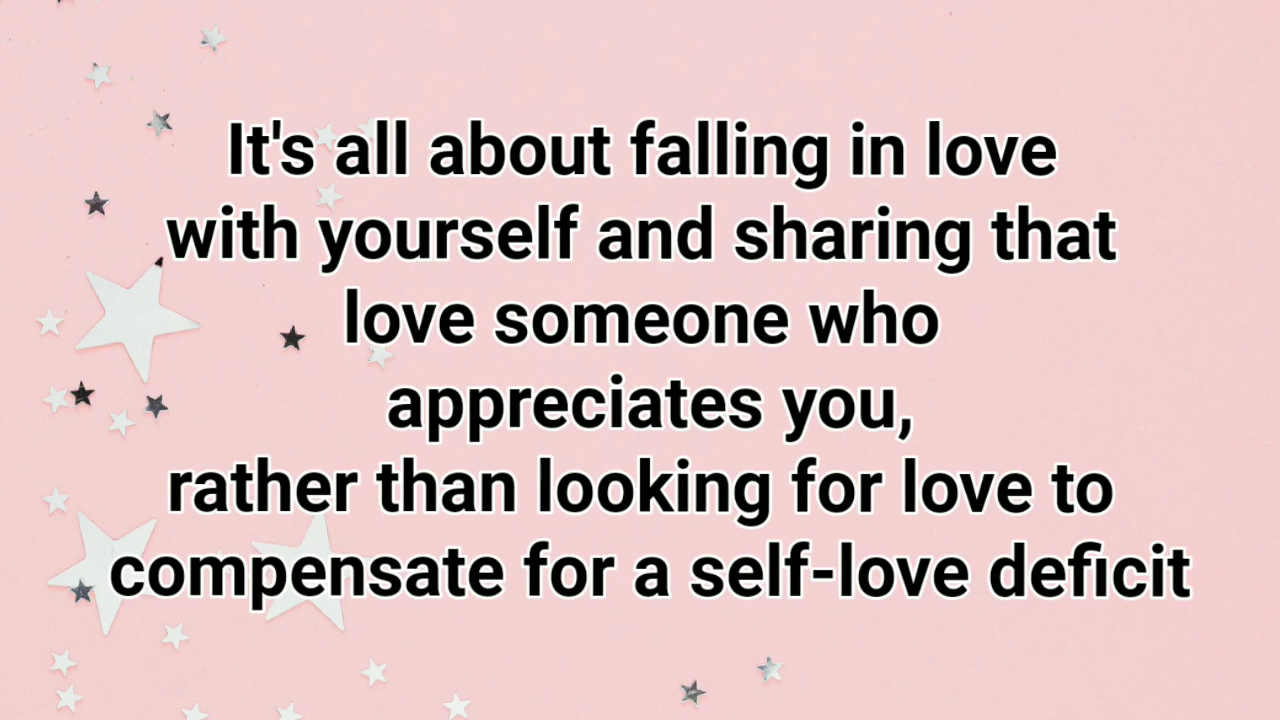 It's all about falling in love
with yourself and sharing that
love someone who
appreciates you,
rather than looking for love to
compensate for a self-love deficit